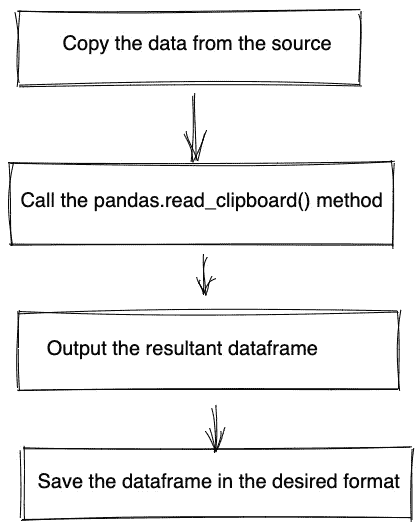 Copy the data from the source
Call the pandas.read_clipboard() method
Output the resultant dataframe
Save the dataframe in the desired format